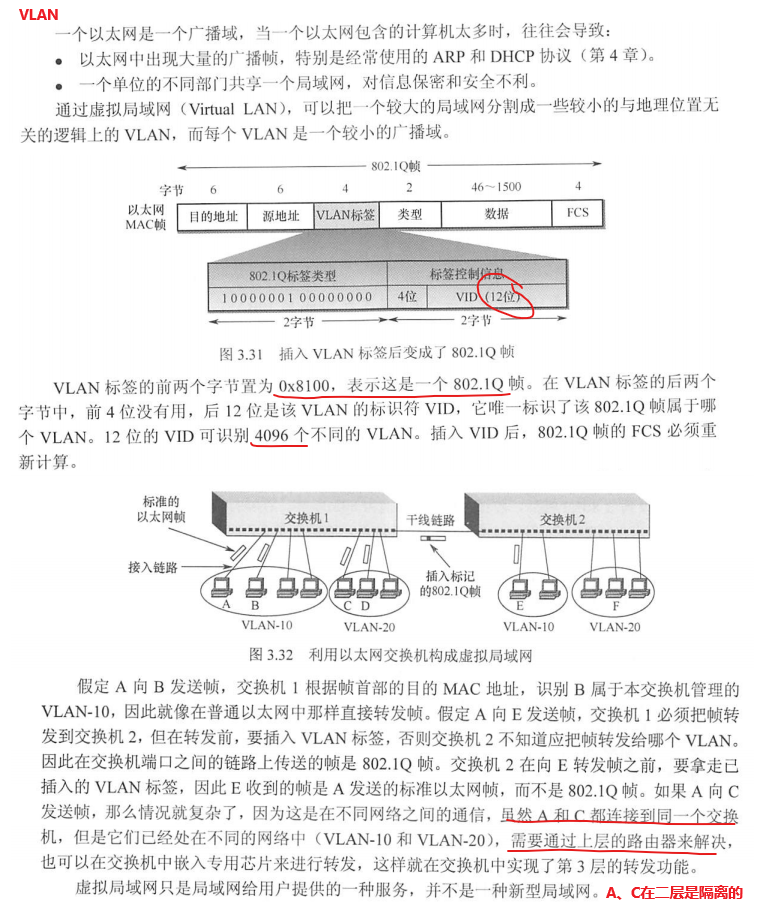 VLAN
一个以太网是一个广播域，当一个以太网包含的计算机太多时，往往会导致：
● 以太网中出现大量的广播帧，特别是经常使用的 ARP 和 DHCP 协议（第 4 章）。
● 一个单位的不同部门共享一个局域网，对信息保密和安全不利。
通过虚拟局域网（Virtual LAN），可以把一个较大的局域网分割成一些较小的与地理位置无
关的逻辑上的 VLAN，而每个 VLAN 是一个较小的广播域。
802.1Q帧
字节 6 6 4 2 46～1500 4
以太网
MAC帧
目的地址 源地址 VLAN标签 类型 数据 FCS
802.1Q标签类型 标签控制信息
1 0 0 0 0 0 0 1 0 0 0 0 0 0 0 0 4位 VID (12位)
2字节 2字节
图 3.31 插入 VLAN 标签后变成了 802.1Q 帧
VLAN 标签的前两个字节置为 0x8100，表示这是一个 802.1Q 帧。在 VLAN 标签的后两个
字节中，前 4 位没有用，后 12 位是该 VLAN 的标识符 VID，它唯一标识了该 802.1Q 帧属于哪
个 VLAN。12 位的 VID 可识别 4096 个不同的 VLAN。插入 VID 后，802.1Q 帧的 FCS 必须重
新计算。
标准的
以太网帧
交换机1 干线链路 交换机2
接入链路
插入标记
的802.1Q帧
A B C D E F
VLAN-10 VLAN-20 VLAN-10 VLAN-20
图 3.32 利用以太网交换机构成虚拟局域网
假定 A 向 B 发送帧，交换机 1 根据帧首部的目的 MAC 地址，识别 B 属于本交换机管理的
VLAN-10，因此就像在普通以太网中那样直接转发帧。假定 A 向 E 发送帧，交换机 1 必须把帧转
发到交换机 2，但在转发前，要插入 VLAN 标签，否则交换机 2 不知道应把帧转发给哪个 VLAN。
因此在交换机端口之间的链路上传送的帧是 802.1Q 帧。交换机 2 在向 E 转发帧之前，要拿走已
插入的 VLAN 标签，因此 E 收到的帧是 A 发送的标准以太网帧，而不是 802.1Q 帧。如果 A 向 C
发送帧，那么情况就复杂了，因为这是在不同网络之间的通信，虽然 A 和 C 都连接到同一个交换
机，但是它们已经处在不同的网络中（VLAN-10 和 VLAN-20），需要通过上层的路由器来解决，
也可以在交换机中嵌入专用芯片来进行转发，这样就在交换机中实现了第 3 层的转发功能。
虚拟局域网只是局域网给用户提供的一种服务，并不是一种新型局域网。A、C在二层是隔离的